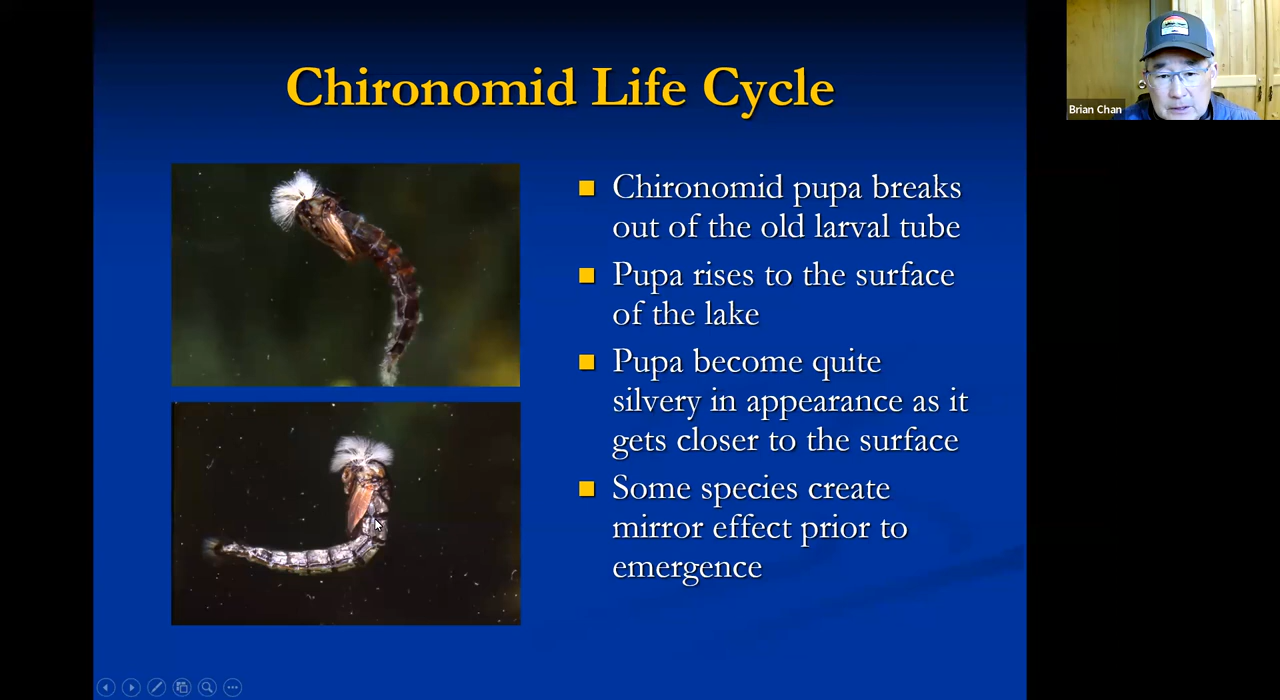 Chironomid Life Cycle
Brian Chan
Chironomid pupa breaks
out of the old larval tube
Pupa rises to the surface
of the lake
Pupa become quite
silvery in appearance as it
gets closer to the surface
Some species create
mirror effect prior to
emergence